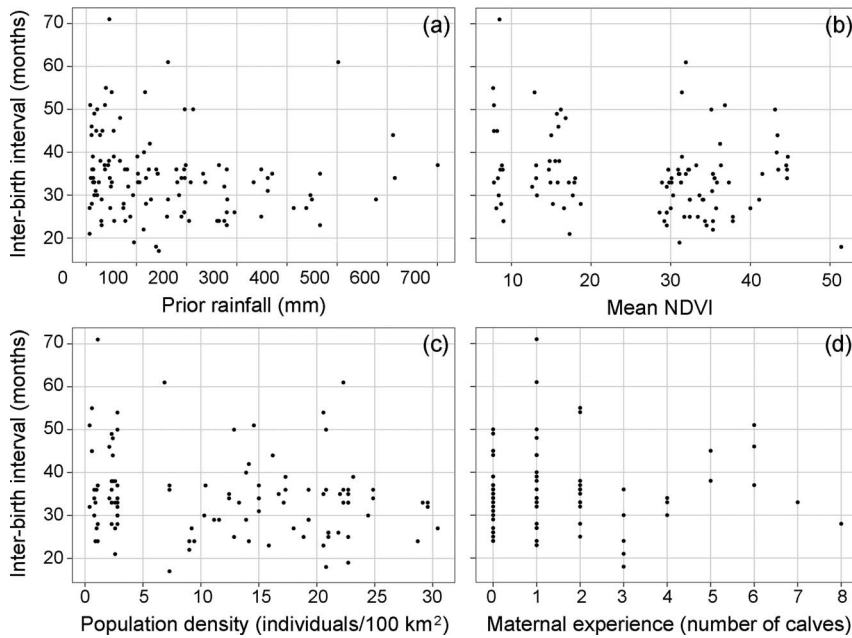 (a)
Inter-birth interval (months)
70
60
50
40
30
20
0 100 200 300 400 500 600 700
Prior rainfall (mm)
(b)
10 20 30 40 50
Mean NDVI
(c)
Inter-birth interval (months)
70
60
50
40
30
20
0 5 10 15 20 25 30
Population density (individuals/100 km²)
(d)
0 1 2 3 4 5 6 7 8
Maternal experience (number of calves)